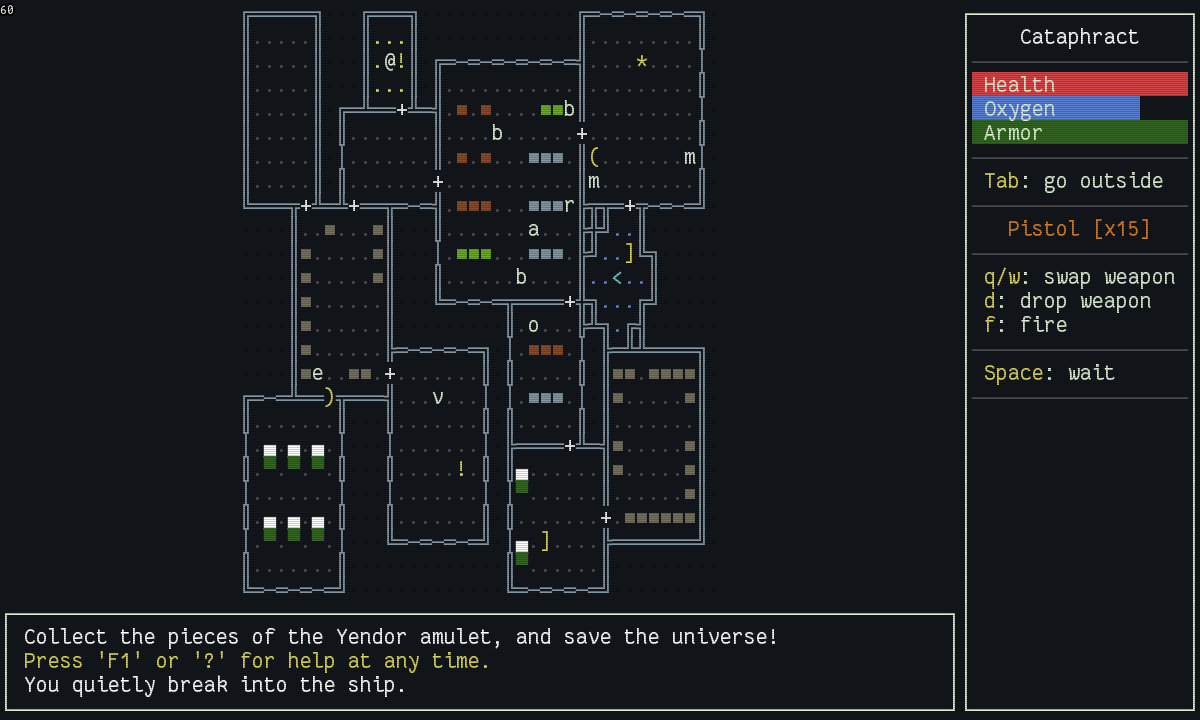 60
Cataphract
Health
Oxygen
Armor
Tab: go outside
Pistol [x15]
q/w: swap weapon
d: drop weapon
f: fire
Space: wait
Collect the pieces of the Yendor amulet, and save the universe!
Press 'F1' or '?' for help at any time.
You quietly break into the ship.